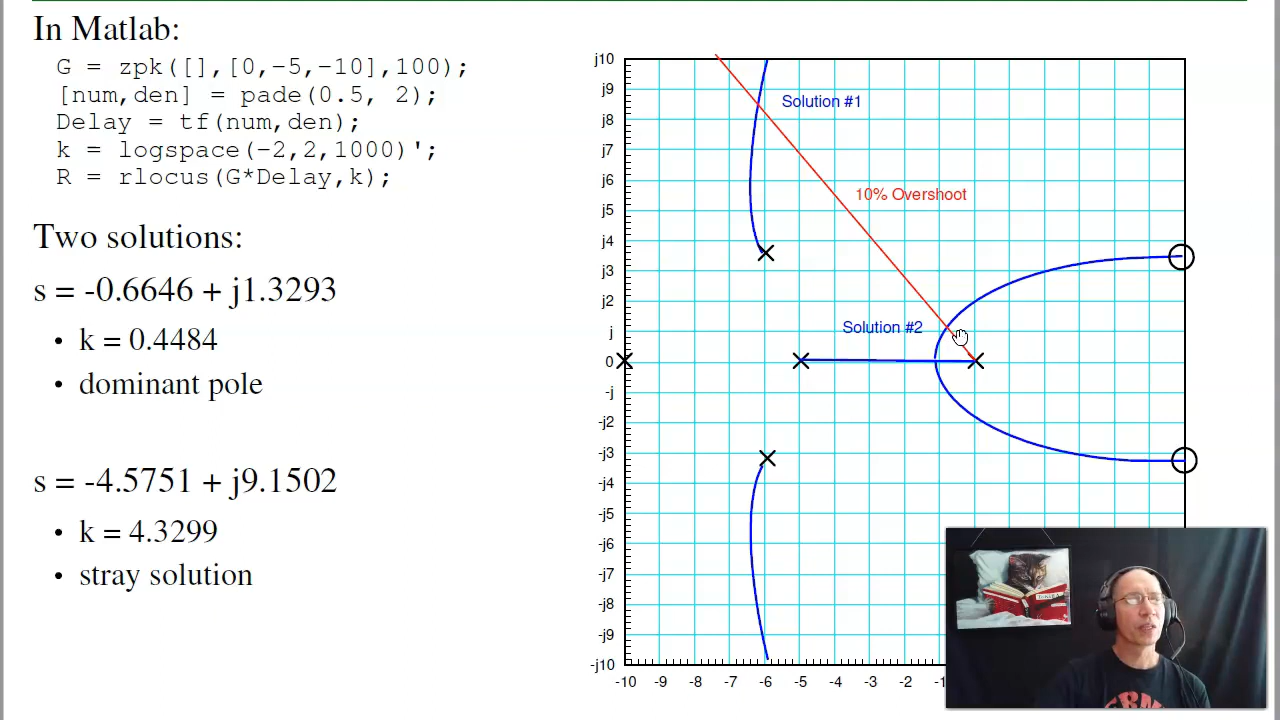 In Matlab:
G = zpk([],[0,-5,-10],100);
[num,den] = pade(0.5, 2);
Delay = tf(num,den);
k = logspace(-2,2,1000)';
R = rlocus(G*Delay,k);
Two solutions:
s = -0.6646 + j1.3293
• k = 0.4484
• dominant pole
s = -4.5751 + j9.1502
• k = 4.3299
• stray solution
j10
j9
j8
j7
j6
j5
j4
j3
j2
j
0
-j
-j2
-j3
-j4
-j5
-j6
-j7
-j8
-j9
-j10
-10 -9 -8 -7 -6 -5 -4 -3 -2
Solution #1
10% Overshoot
Solution #2